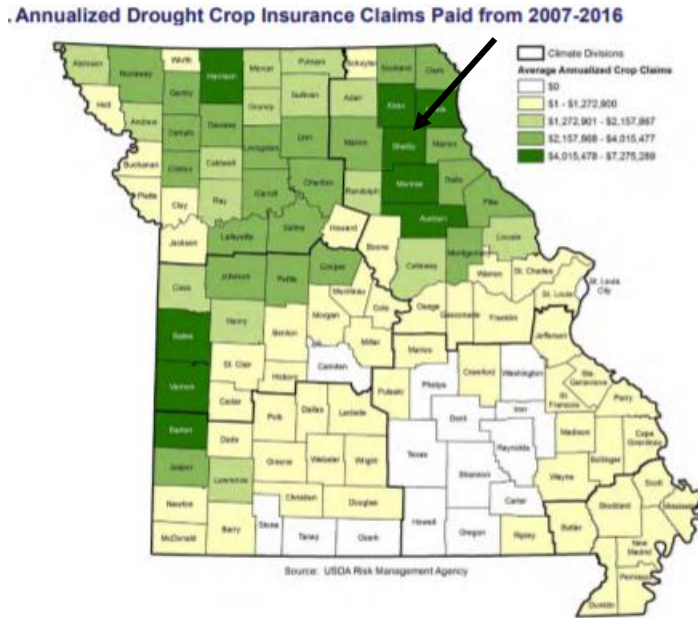 . Annualized Drought Crop Insurance Claims Paid from 2007-2016
Climate Divisions
Average Annualized Crop Claims
$0
$1 - $1,272,900
$1,272,901 - $2,157,867
$2,157,868 - $4,015,477
$4,015,478 - $7,275,289
Atchison
Nodaway
Worth
Harrison
Mercer
Putnam
Schuyler
Scotland
Clark
Holt
Gentry
Sullivan
Adair
Knox
Andrew
Grundy
DeKalb
Daviess
Linn
Macon
Shelby
Marion
Buchanan
Clinton
Caldwell
Livingston
Chariton
Randolph
Monroe
Ralls
Platte
Clay
Ray
Carroll
Pike
Audrain
Jackson
Lafayette
Saline
Howard
Boone
Callaway
Montgomery
Lincoln
Cass
Johnson
Pettis
Cooper
Moniteau
Cole
Osage
Gasconade
Warren
St. Charles
St. Louis
St. Louis
City
Franklin
Jefferson
Bates
Henry
Benton
Morgan
Miller
Camden
Maries
Vernon
St. Clair
Hickory
Cedar
Polk
Dallas
Laclede
Pulaski
Phelps
Crawford
Washington
Ste.
Genevieve
St.
Francois
Perry
Barton
Dade
Dent
Iron
Madison
Cape
Girardeau
Bollinger
Jasper
Greene
Webster
Wright
Texas
Reynolds
Shannon
Wayne
Lawrence
Newton
Christian
Douglas
Carter
Scott
Stoddard
Mississippi
McDonald
Barry
Stone
Taney
Ozark
Howell
Oregon
Ripley
Butler
New
Madrid
Pemiscot
Dunklin
Source: USDA Risk Management Agency